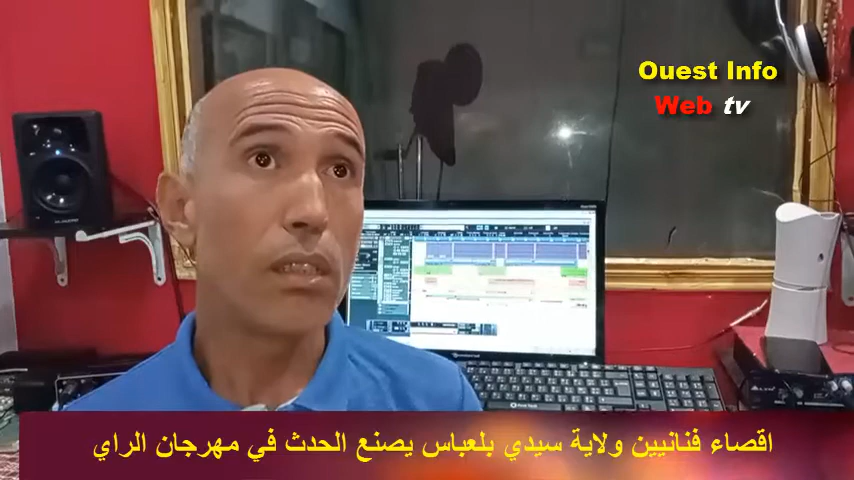 Ouest Info
Web tv
اقصاء فنانيين ولاية سيدي بلعباس يصنع الحدث في مهرجان الراي